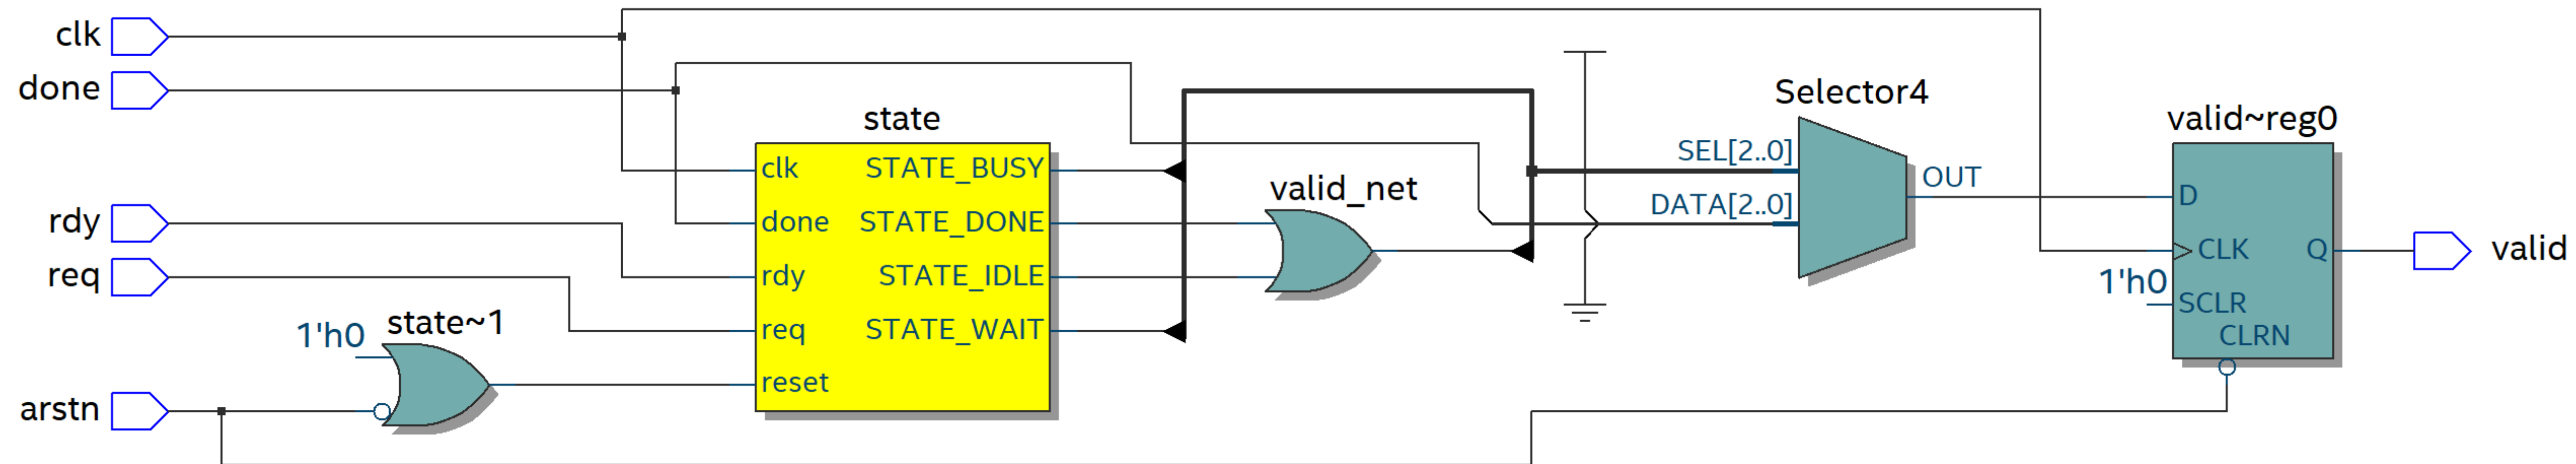 clk
done
rdy
req
1'h0
state~1
arstn
state
clk
done
rdy
req
reset
STATE_BUSY
STATE_DONE
STATE_IDLE
STATE_WAIT
valid_net
Selector4
SEL[2..0]
DATA[2..0]
OUT
valid~reg0
D
CLK
1'h0
SCLR
CLRN
Q
valid